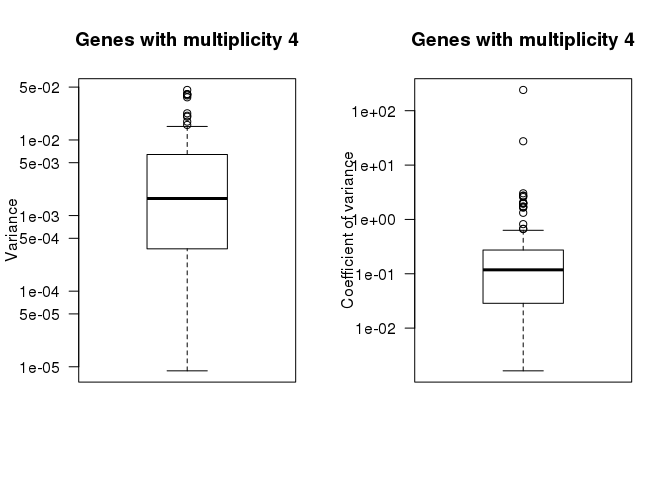 Genes with multiplicity 4
5e-02
1e-02
5e-03
1e-03
5e-04
1e-04
5e-05
1e-05
Variance
Genes with multiplicity 4
1e+02
1e+01
1e+00
1e-01
1e-02
Coefficient of variance